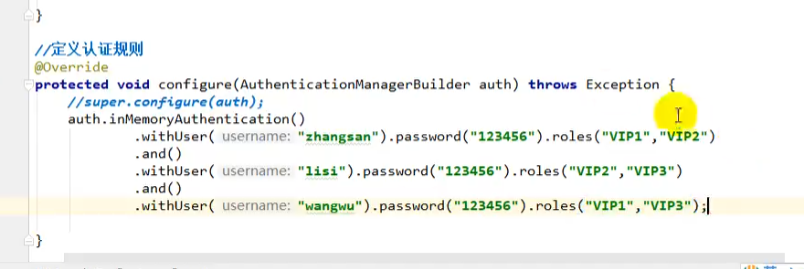 }
//定义认证规则
@Override
protected void configure(AuthenticationManagerBuilder auth) throws Exception {
//super.configure(auth);
auth.inMemoryAuthentication()
.withUser( username: "zhangsan").password("123456").roles("VIP1","VIP2")
.and()
.withUser( username: "lisi").password("123456").roles("VIP2","VIP3")
.and()
.withUser( username: "wangwu").password("123456").roles("VIP1","VIP3");
}